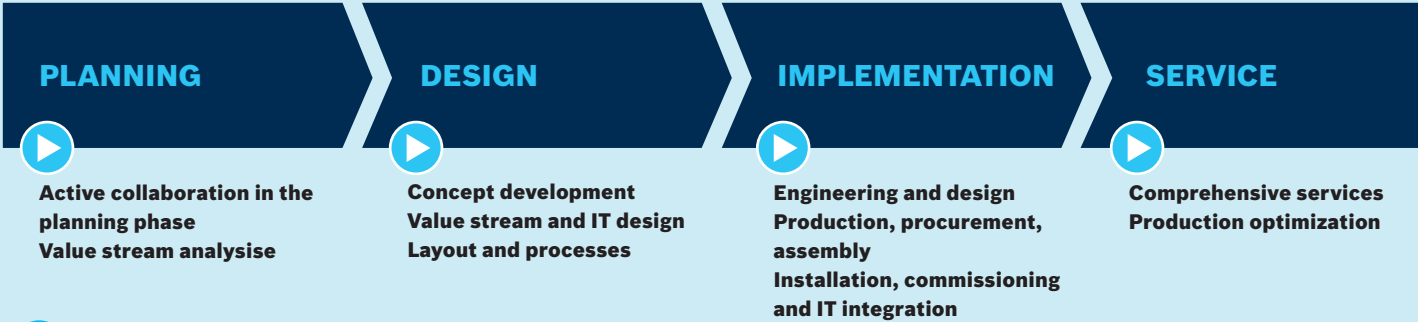 PLANNING
DESIGN
IMPLEMENTATION
SERVICE
Active collaboration in the
planning phase
Value stream analysise
Concept development
Value stream and IT design
Layout and processes
Engineering and design
Production, procurement,
assembly
Installation, commissioning
and IT integration
Comprehensive services
Production optimization